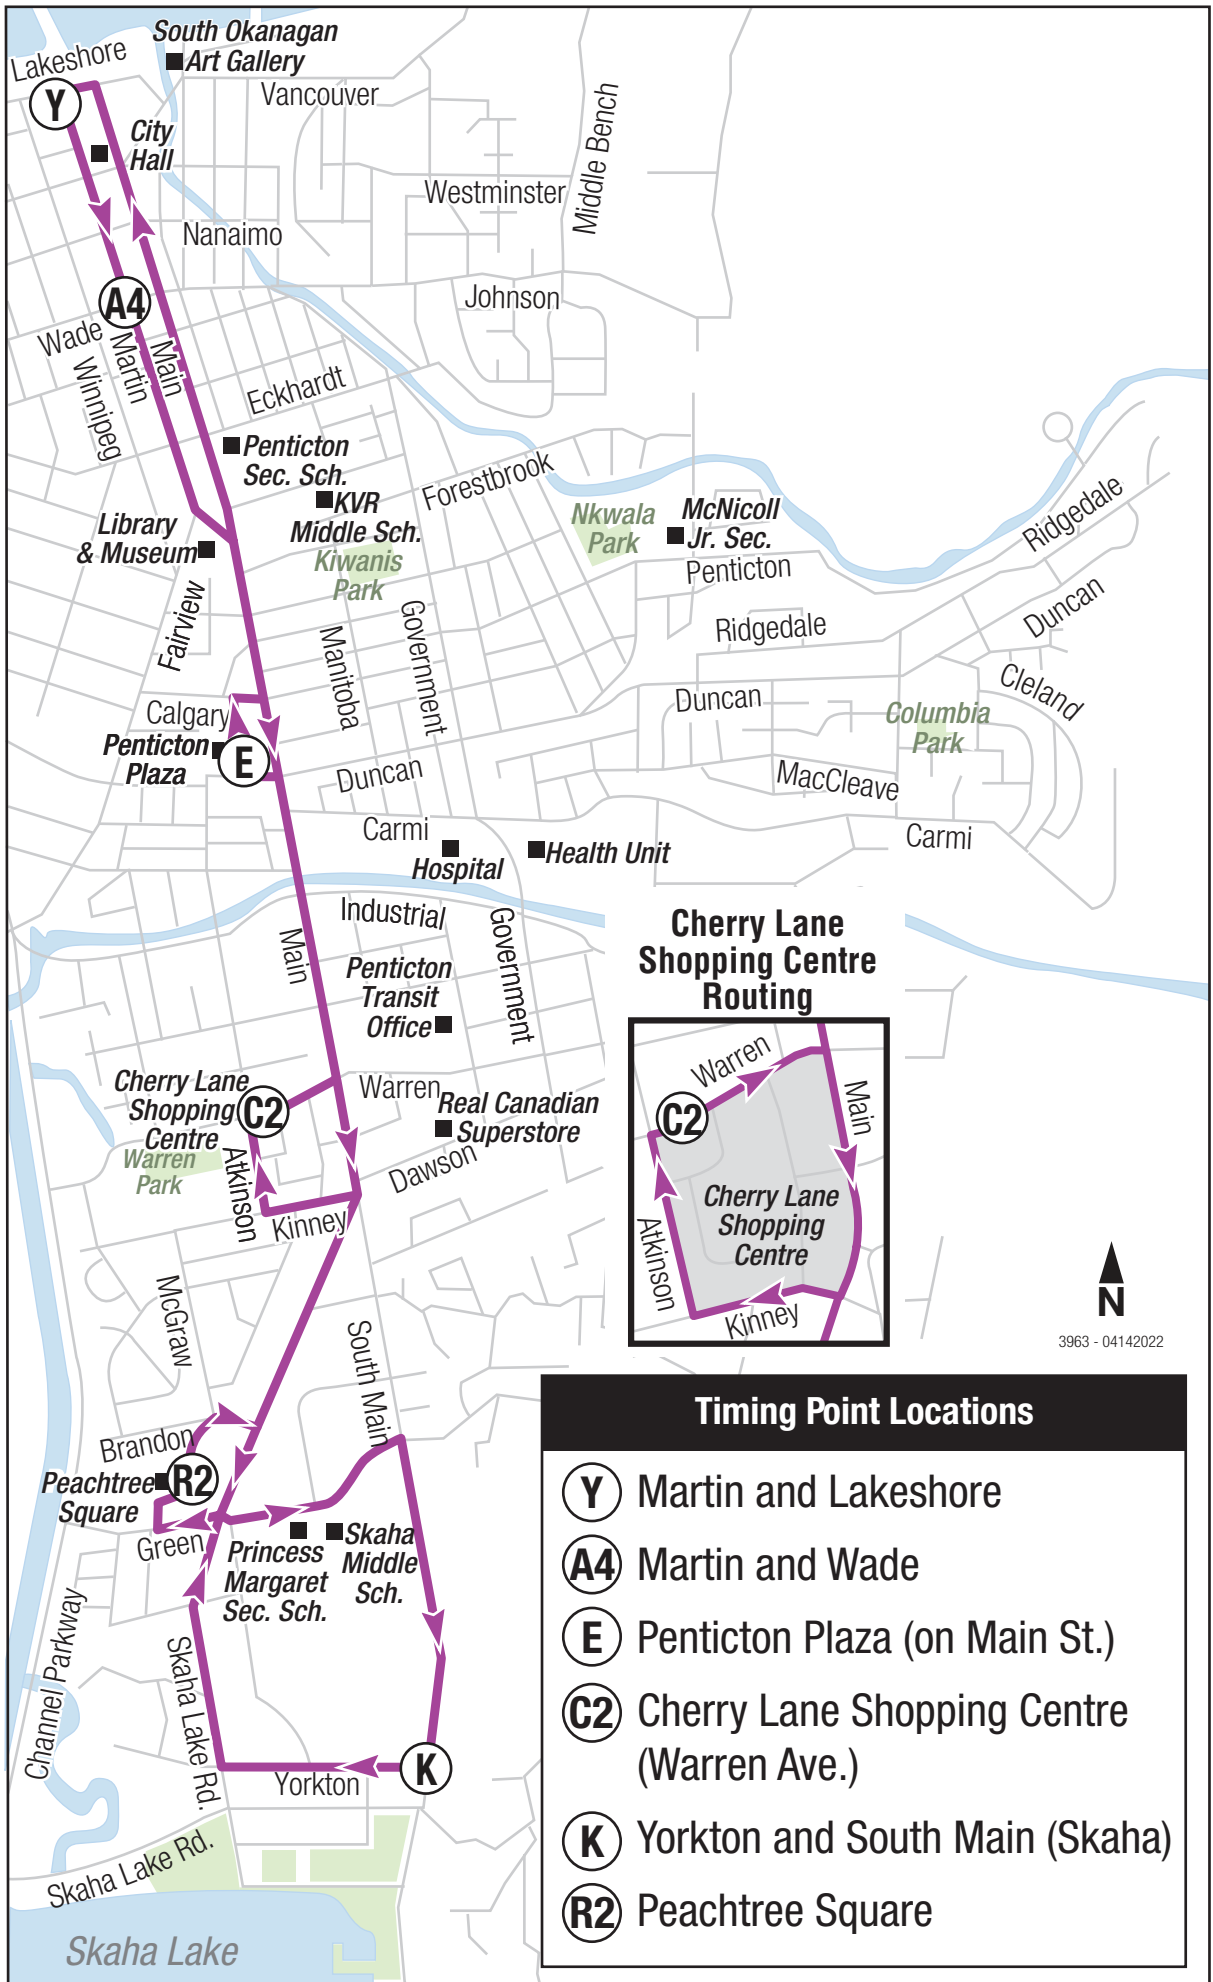 South Okanagan
Art Gallery
Lakeshore
Vancouver
Y
City
Hall
Middle Bench
Westminster
Nanaimo
A4
Johnson
Wade
Martin
Main
Winnipeg
Eckhardt
Penticton
Sec. Sch.
KVR
Middle Sch.
Forestbrook
Library
& Museum
Kiwanis
Park
Nkwala
Park
McNicoll
Jr. Sec.
Penticton
Ridgedale
Duncan
Ridgedale
Fairview
Manitoba
Government
Cleland
Duncan
Calgary
Columbia
Park
Penticton
Plaza
E
Duncan
MacCleave
Carmi
Carmi
Hospital
Health Unit
Industrial
Government
Main
Penticton
Transit
Office
Cherry Lane
Shopping Centre
Routing
Warren
C2
Main
Cherry Lane
Shopping
Centre
Atkinson
Kinney
Cherry Lane
Shopping
Centre
C2
Warren
Real Canadian
Superstore
Warren
Park
Atkinson
Dawson
Kinney
N
3963 - 04142022
McGraw
South Main
Brandon
Peachtree
Square
R2
Green
Princess
Margaret
Sec. Sch.
Skaha
Middle
Sch.
Channel Parkway
Skaha Lake Rd.
K
Yorkton
Skaha Lake Rd.
Skaha Lake
Timing Point Locations
Y Martin and Lakeshore
A4 Martin and Wade
E Penticton Plaza (on Main St.)
C2 Cherry Lane Shopping Centre
(Warren Ave.)
K Yorkton and South Main (Skaha)
R2 Peachtree Square